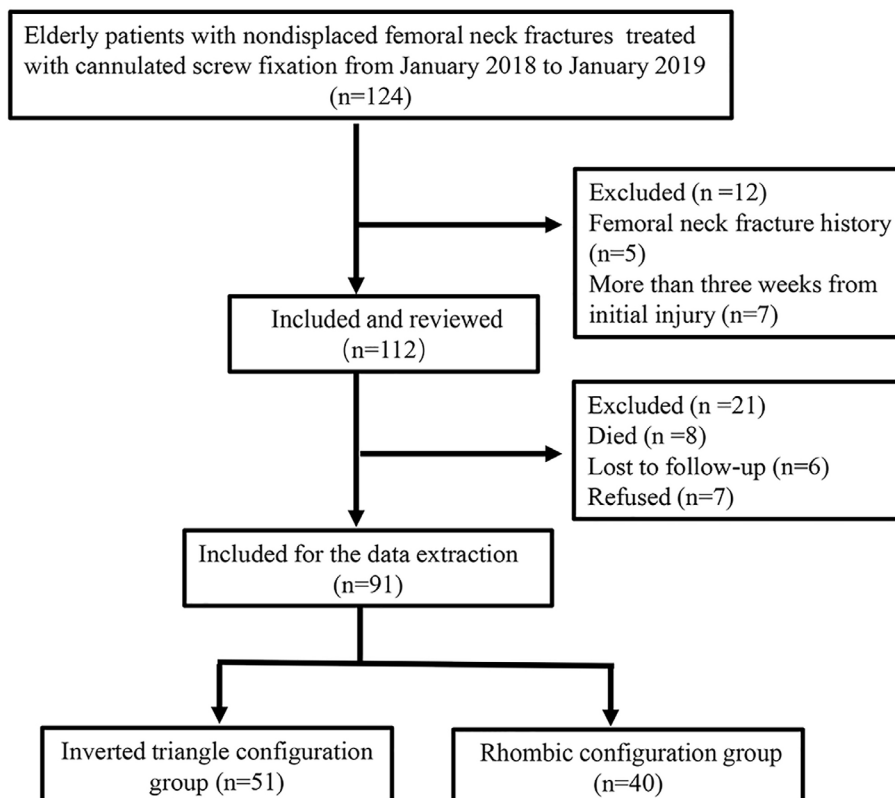 Elderly patients with nondisplaced femoral neck fractures treated
with cannulated screw fixation from January 2018 to January 2019
(n=124)
Excluded (n =12)
Femoral neck fracture history
(n=5)
More than three weeks from
initial injury (n=7)
Included and reviewed
(n=112)
Excluded (n =21)
Died (n =8)
Lost to follow-up (n=6)
Refused (n=7)
Included for the data extraction
(n=91)
Inverted triangle configuration
group (n=51)
Rhombic configuration group
(n=40)